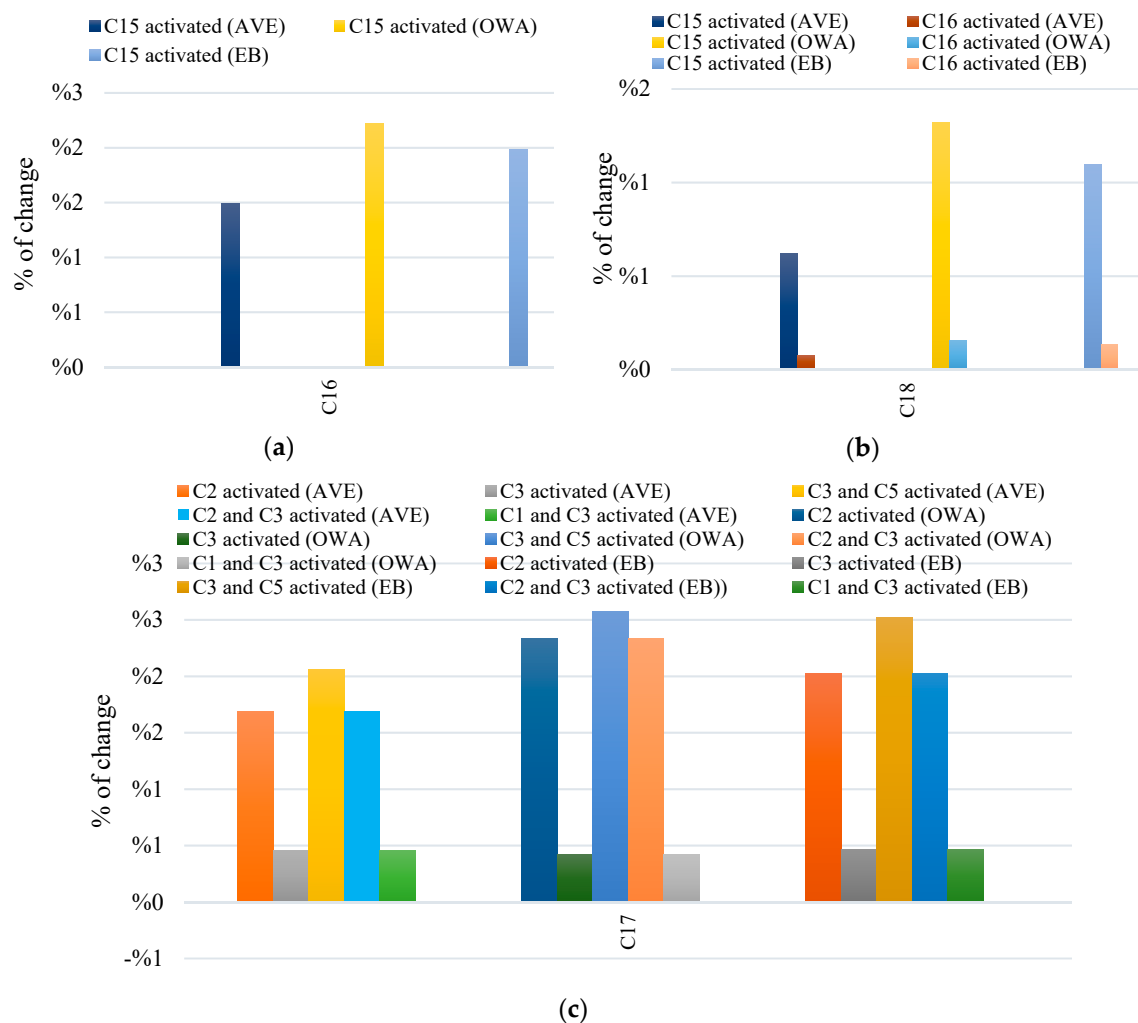 C15 activated (AVE) C15 activated (OWA)
C15 activated (EB)
%3
%2
%2
%1
%1
%0
% of change
C16
(a)
C15 activated (AVE) C16 activated (AVE)
C15 activated (OWA) C16 activated (OWA)
C15 activated (EB) C16 activated (EB)
%2
%1
%1
%0
% of change
C18
(b)
C2 activated (AVE) C3 activated (AVE) C3 and C5 activated (AVE)
C2 and C3 activated (AVE) C1 and C3 activated (AVE) C2 activated (OWA)
C3 activated (OWA) C3 and C5 activated (OWA) C2 and C3 activated (OWA)
C1 and C3 activated (OWA) C2 activated (EB) C3 activated (EB)
C3 and C5 activated (EB) C2 and C3 activated (EB)) C1 and C3 activated (EB)
%3
%3
%2
%2
%1
%1
%0
-%1
% of change
C17
(c)